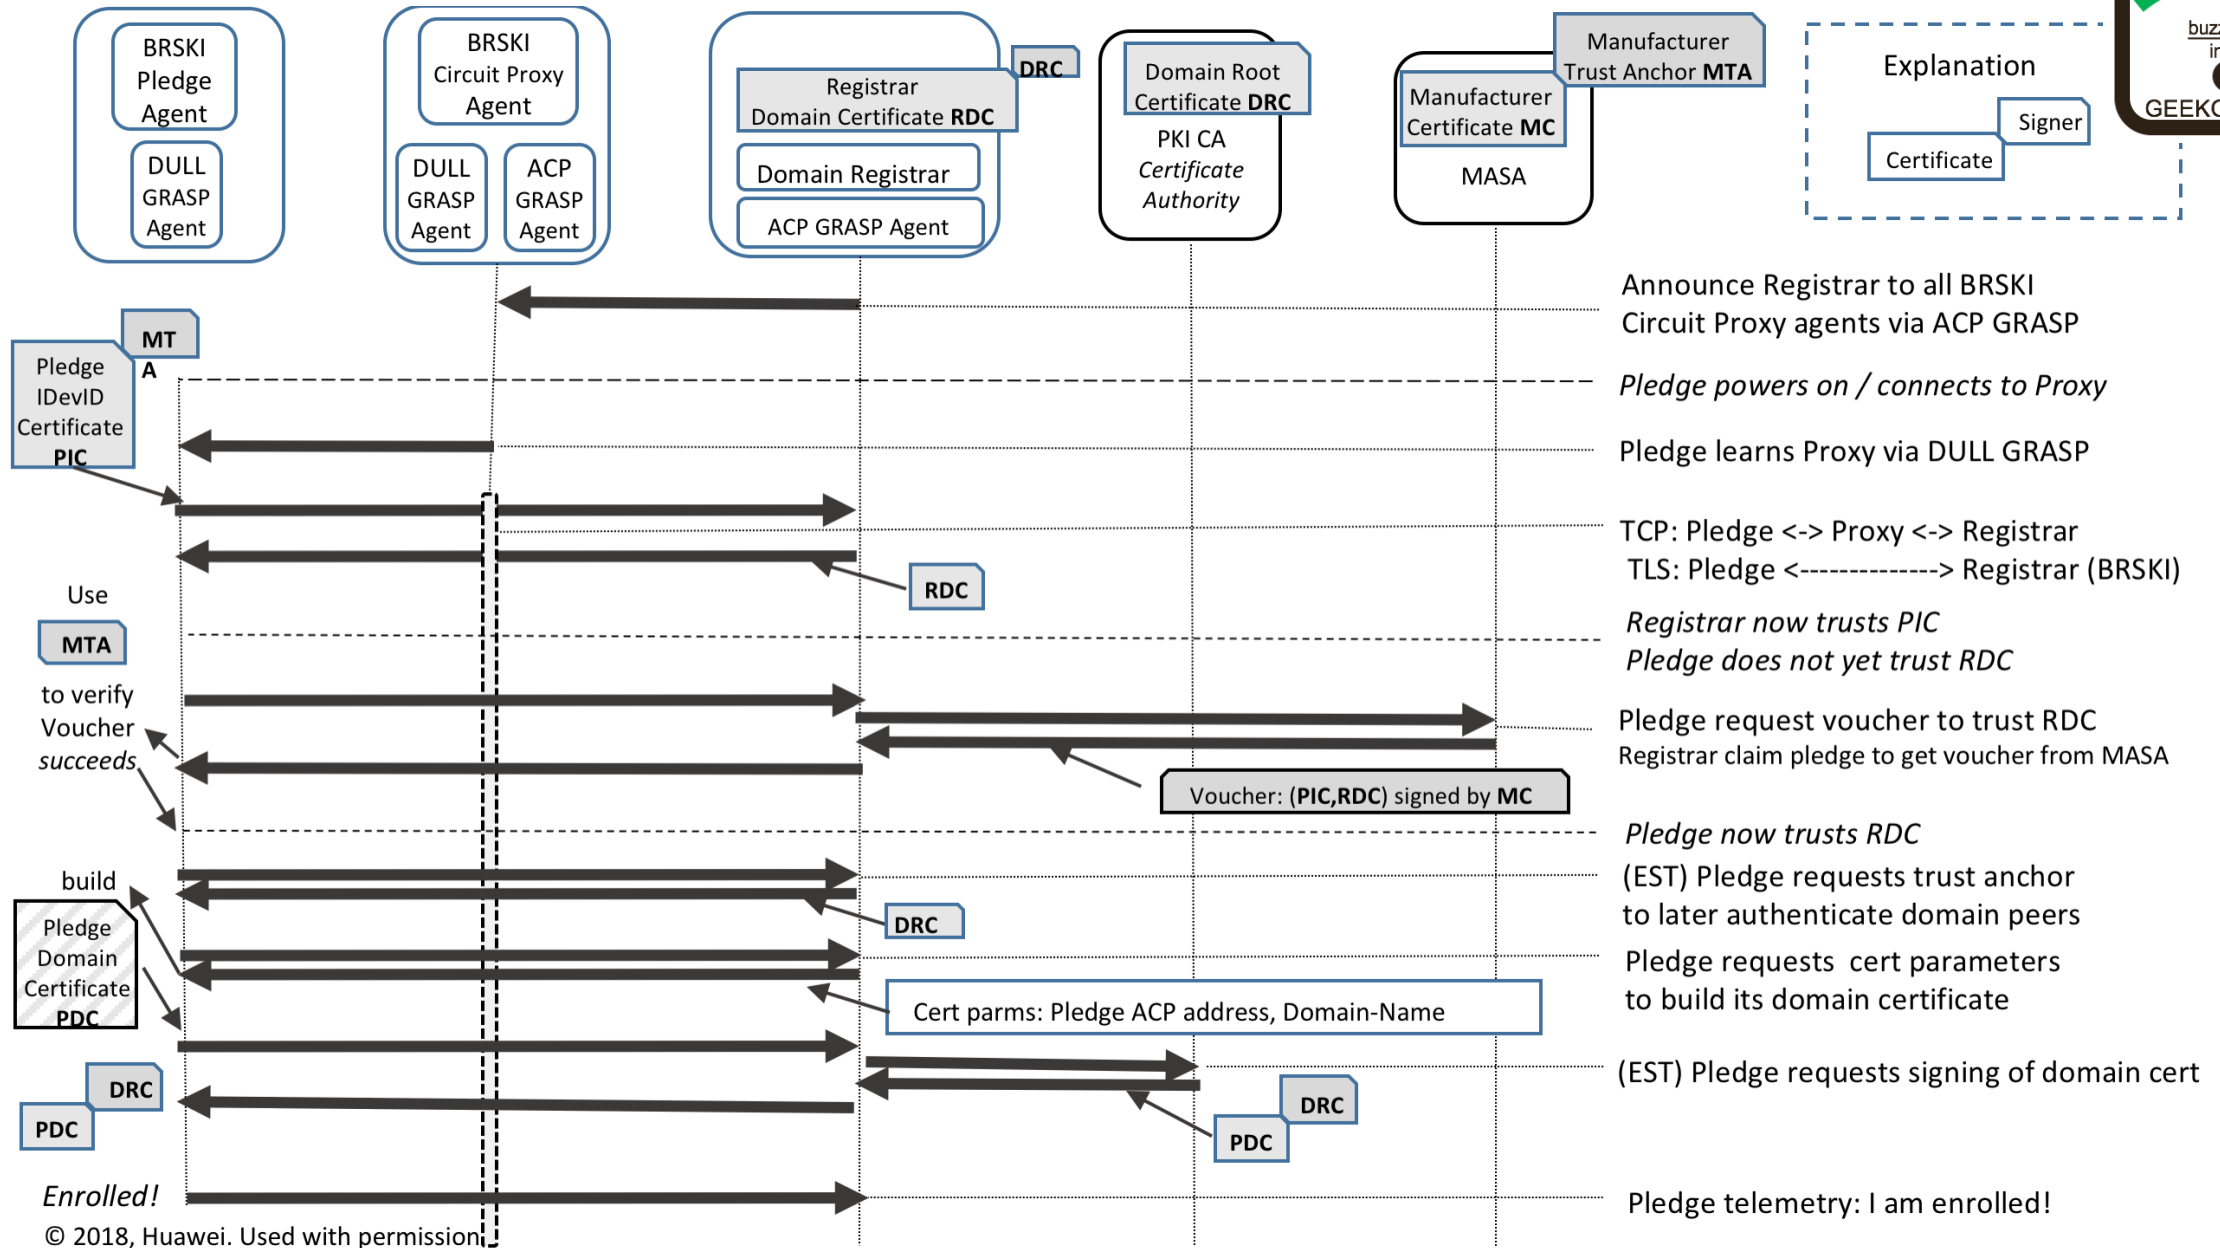 BRSKI
Pledge
Agent
DULL
GRASP
Agent
BRSKI
Circuit Proxy
Agent
DULL
GRASP
Agent
ACP
GRASP
Agent
DRC
Registrar
Domain Certificate RDC
Domain Registrar
ACP GRASP Agent
Domain Root
Certificate DRC
PKI CA
Certificate
Authority
Manufacturer
Trust Anchor MTA
Manufacturer
Certificate MC
MASA
Explanation
Signer
Certificate
Announce Registrar to all BRSKI
Circuit Proxy agents via ACP GRASP
MT
A
Pledge
IDevID
Certificate
PIC
Pledge powers on / connects to Proxy
Pledge learns Proxy via DULL GRASP
TCP: Pledge <-> Proxy <-> Registrar
TLS: Pledge <--------------> Registrar (BRSKI)
RDC
Use
MTA
to verify
Voucher
succeeds
Registrar now trusts PIC
Pledge does not yet trust RDC
Pledge request voucher to trust RDC
Registrar claim pledge to get voucher from MASA
Voucher: (PIC,RDC) signed by MC
Pledge now trusts RDC
build
Pledge
Domain
Certificate
PDC
(EST) Pledge requests trust anchor
to later authenticate domain peers
DRC
Pledge requests cert parameters
to build its domain certificate
Cert parms: Pledge ACP address, Domain-Name
(EST) Pledge requests signing of domain cert
DRC
PDC
DRC
PDC
Enrolled!
Pledge telemetry: I am enrolled!
© 2018, Huawei. Used with permission